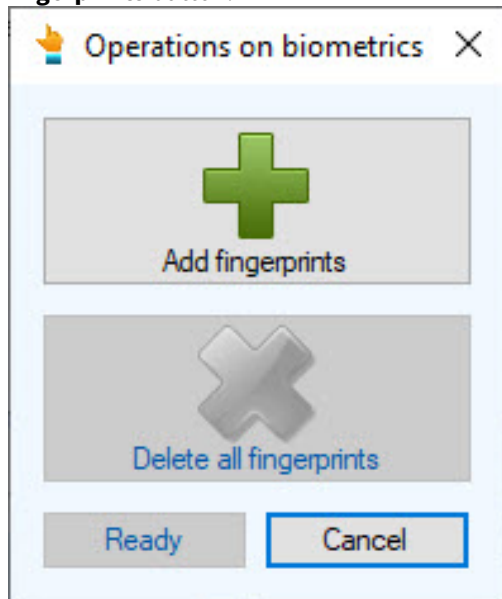 Operations on biometrics
Add fingerprints
Delete all fingerprints
Ready Cancel